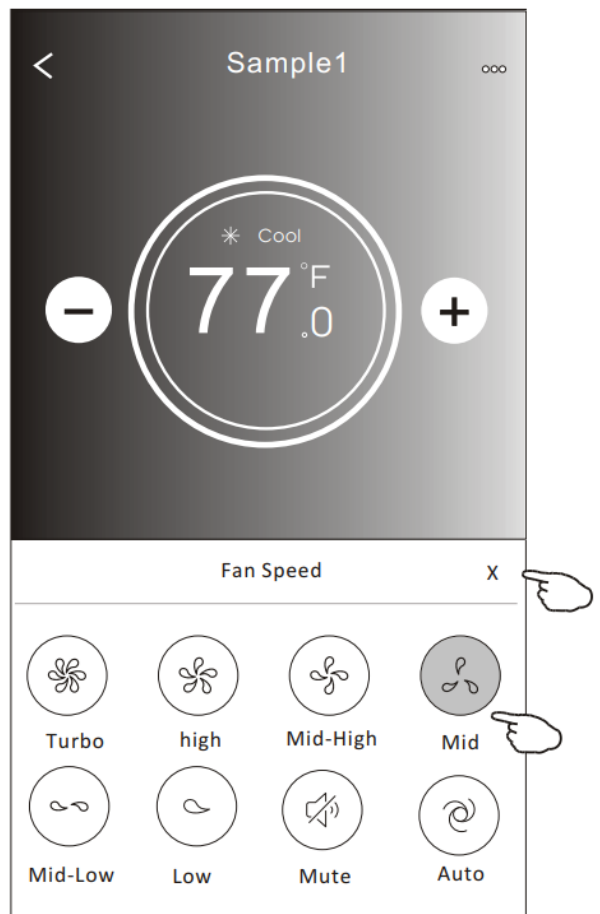 Sample1
Cool
77.0 °F
Fan Speed X
Turbo high Mid-High Mid
Mid-Low Low Mute Auto